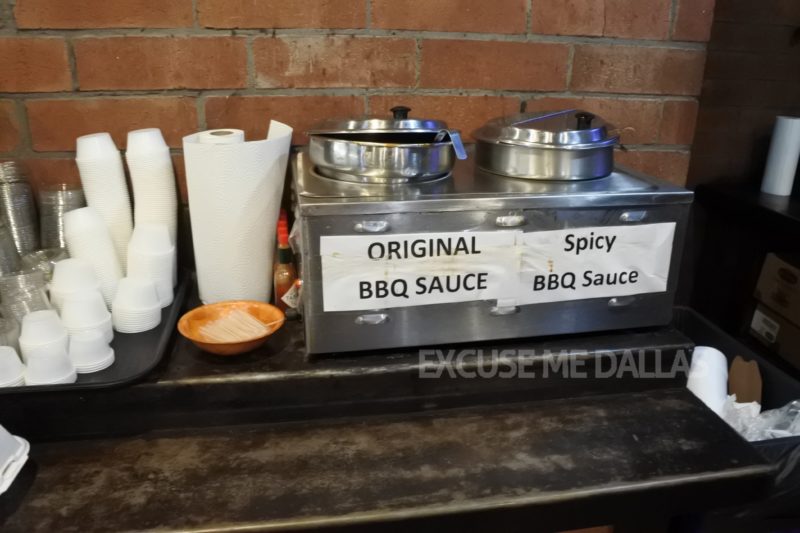 ORIGINAL
BBQ SAUCE
Spicy
BBQ Sauce
EXCUSE ME DALLAS